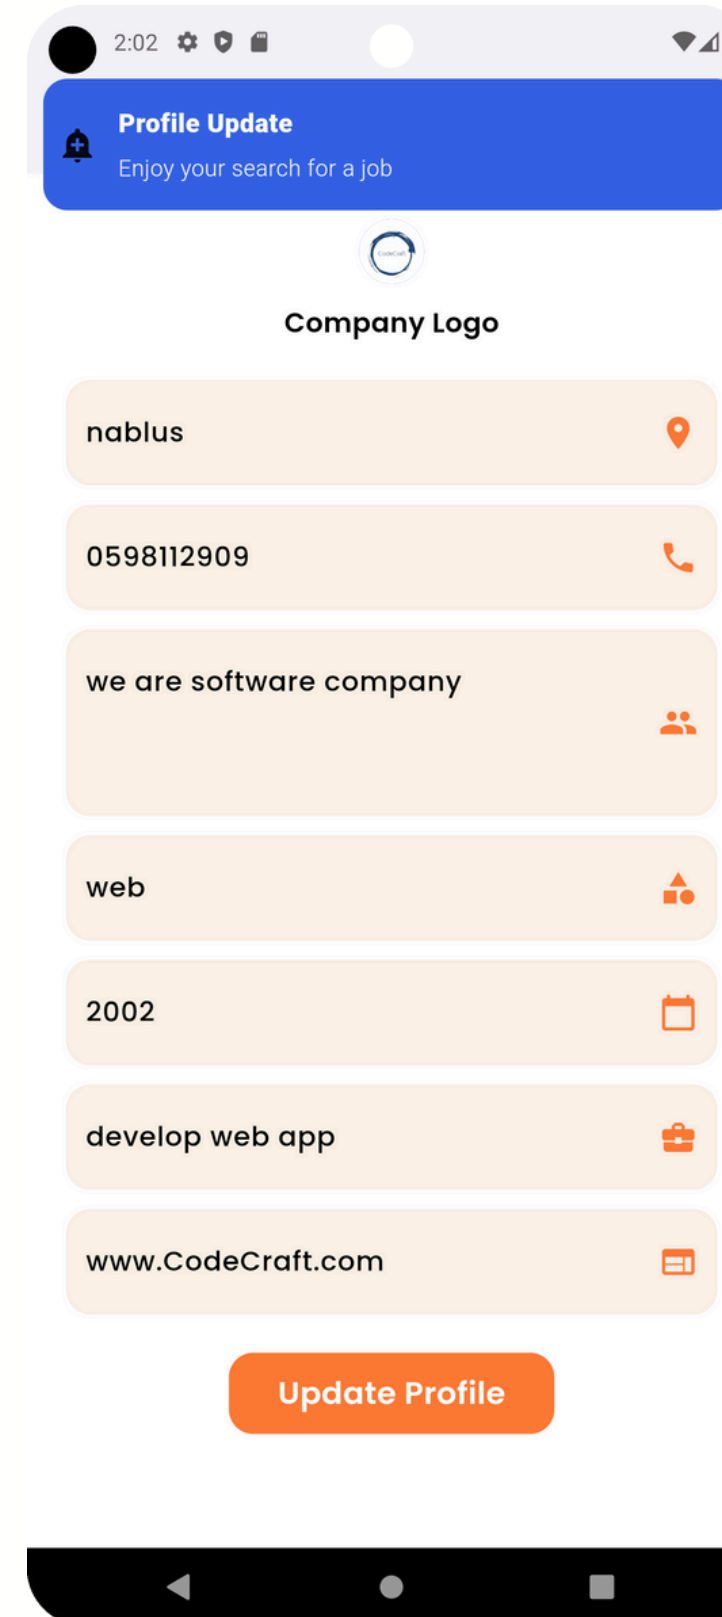 2:02
Profile Update
Enjoy your search for a job
CodeCraft
Company Logo
nablus
0598112909
we are software company
web
2002
develop web app
www.CodeCraft.com
Update Profile